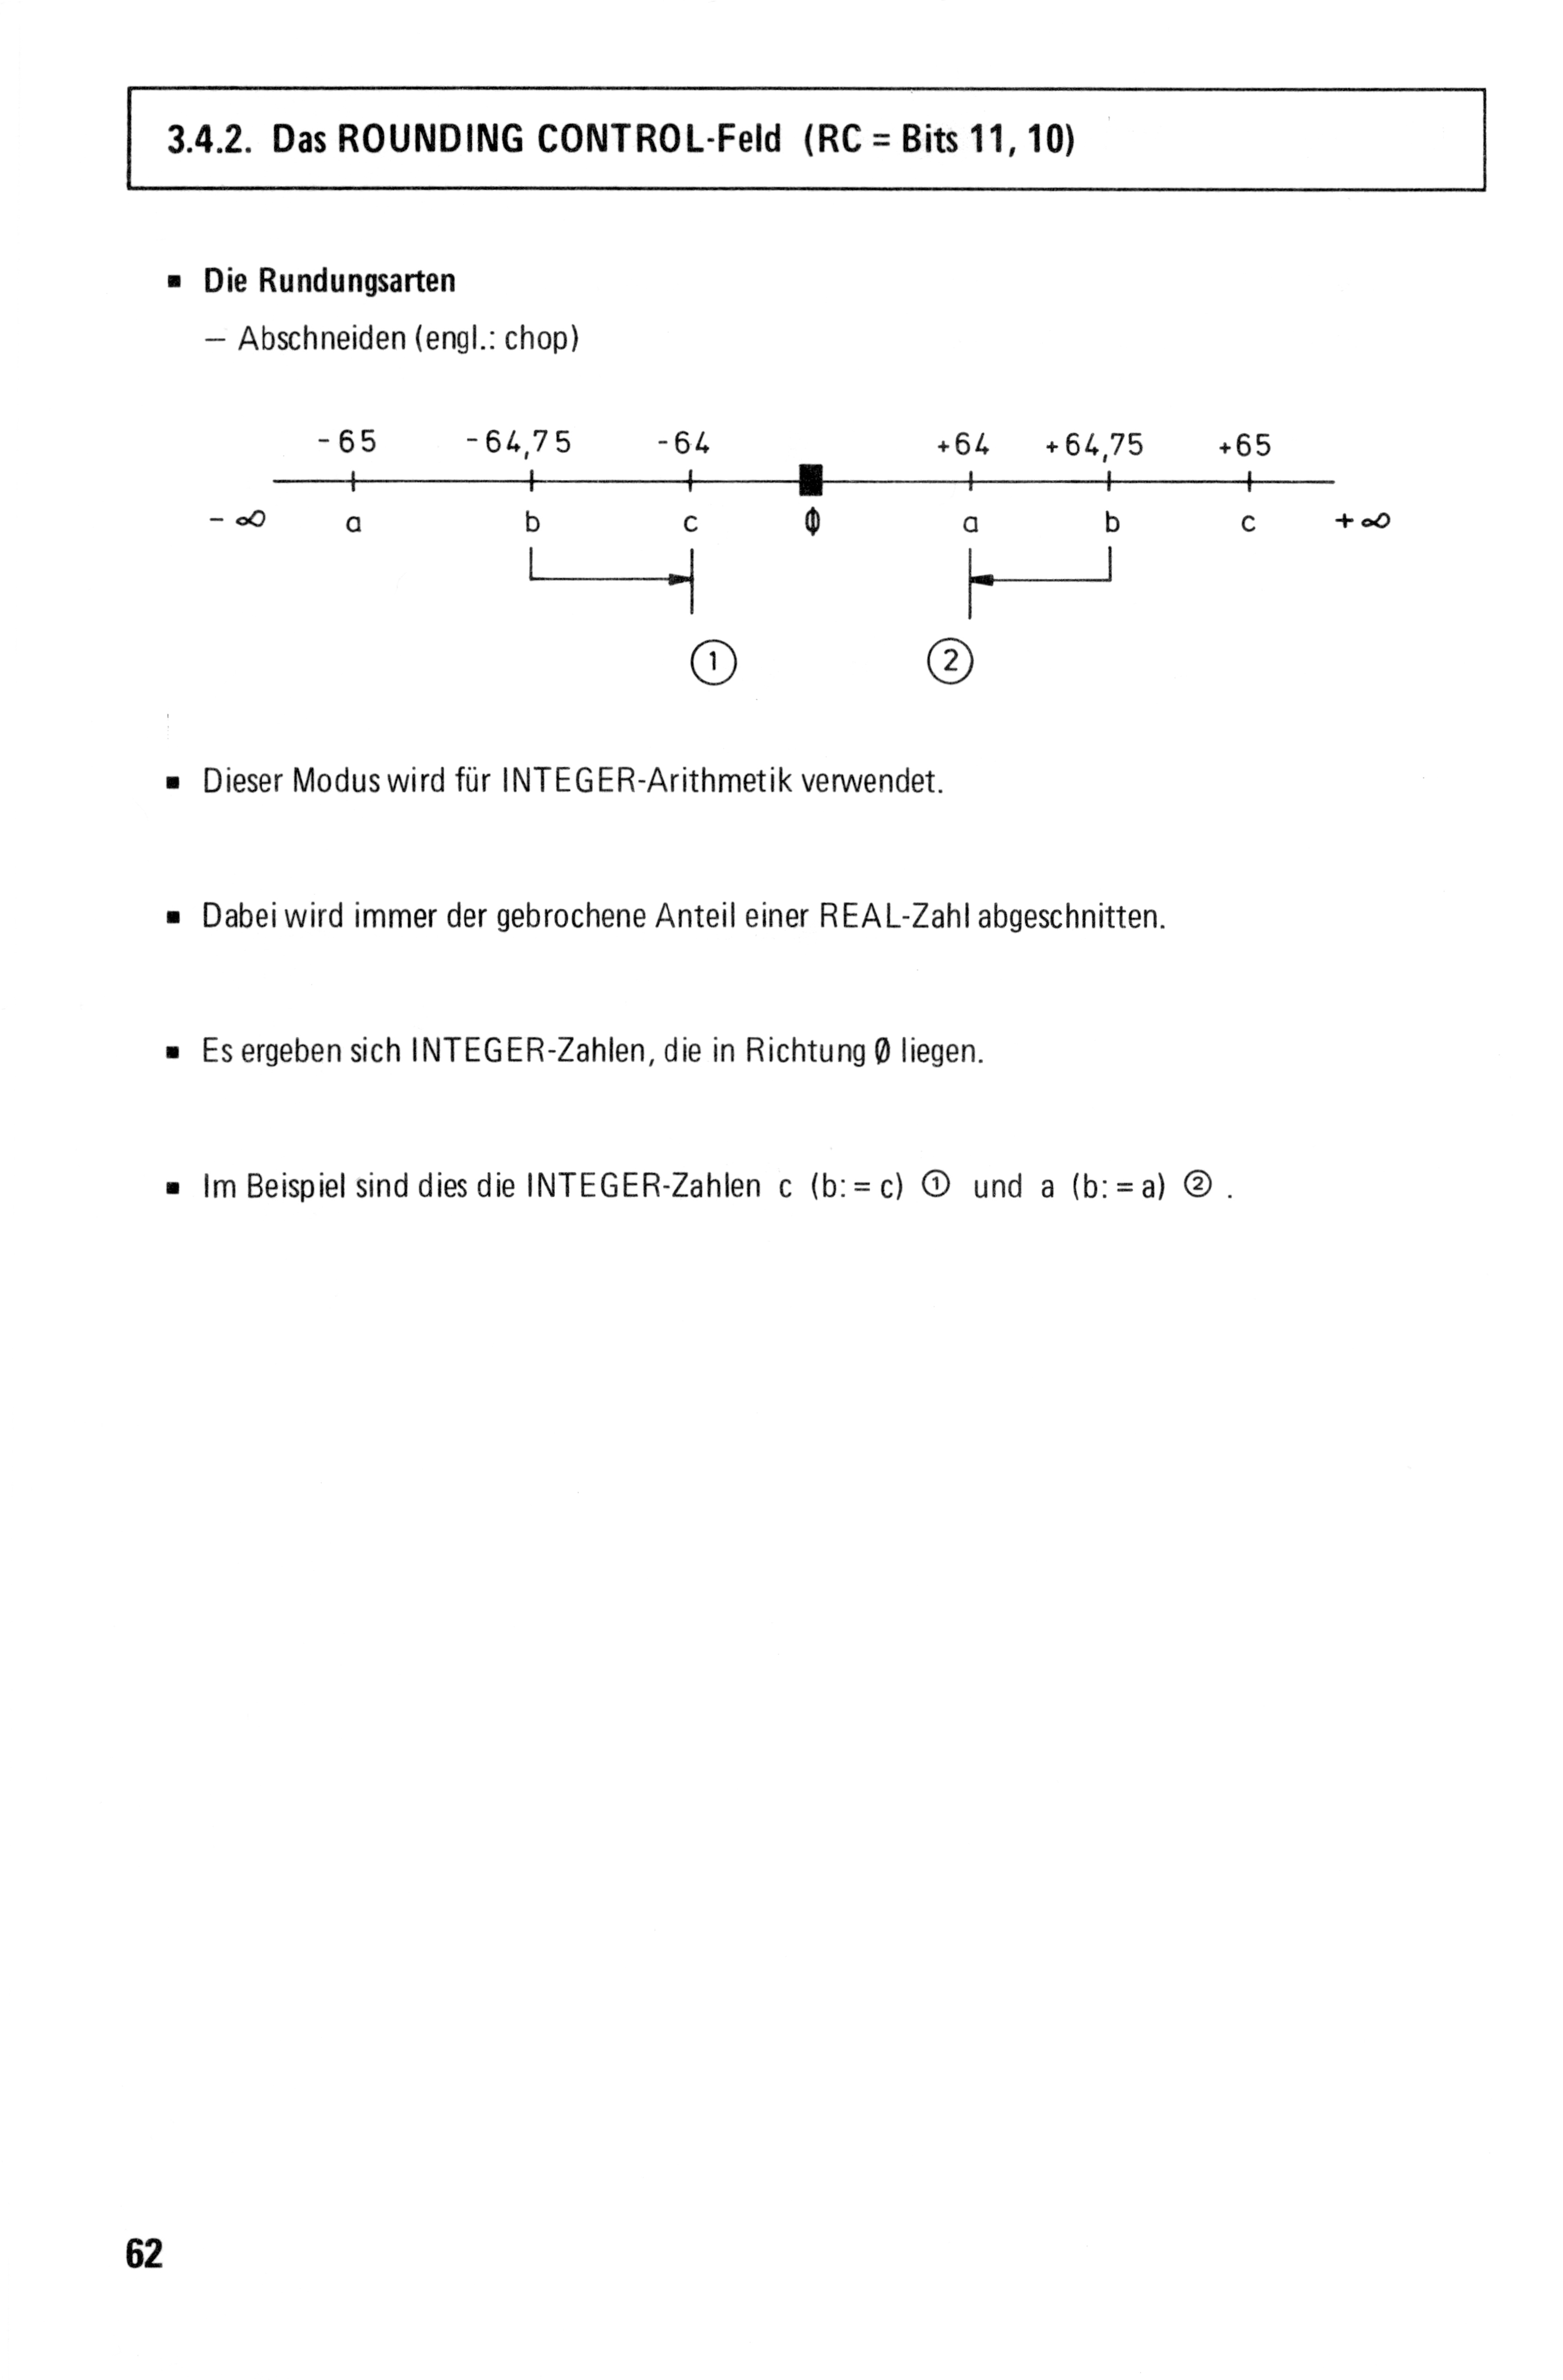 3.4.2. Das ROUNDING CONTROL-Feld (RC = Bits 11, 10)
▪ Die Rundungsarten
– Abschneiden (engl.: chop)
-65 -64,75 -64 +64 +64,75 +65
- ∞ a b c Φ a b c + ∞
① ②
▪ Dieser Modus wird für INTEGER-Arithmetik verwendet.
▪ Dabei wird immer der gebrochene Anteil einer REAL-Zahl abgeschnitten.
▪ Es ergeben sich INTEGER-Zahlen, die in Richtung Ø liegen.
▪ Im Beispiel sind dies die INTEGER-Zahlen c (b: = c) ① und a (b: = a) ② .
62